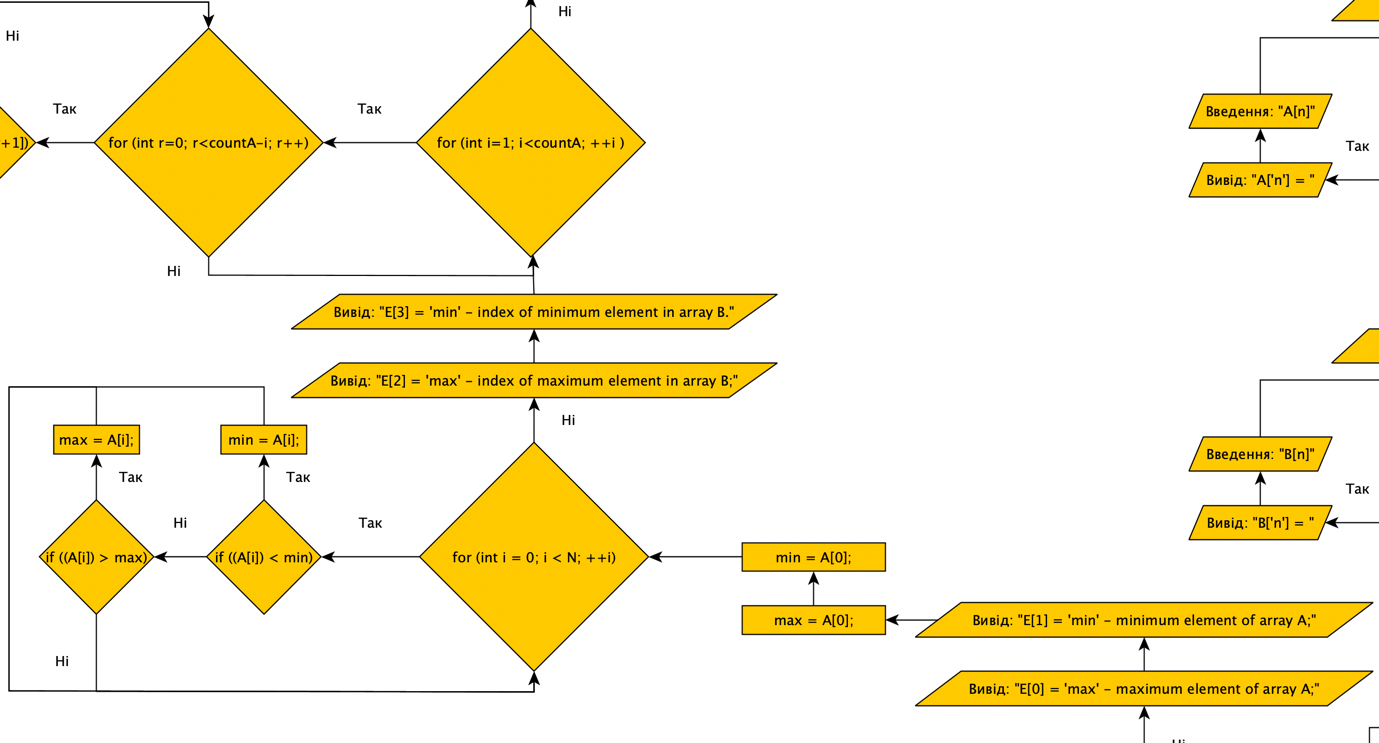 Ні
Ні
Так
Так
+1])
for (int r=0; r<countA-i; r++)
for (int i=1; i<countA; ++i )
Введення: "A[n]"
Так
Вивід: "A['n'] = "
Ні
Вивід: "E[3] = 'min' - index of minimum element in array B."
Вивід: "E[2] = 'max' - index of maximum element in array B;"
Ні
max = A[i];
min = A[i];
Введення: "B[n]"
Так
Так
Так
Ні
Так
Вивід: "B['n'] = "
if ((A[i]) > max)
if ((A[i]) < min)
for (int i = 0; i < N; ++i)
min = A[0];
max = A[0];
Вивід: "E[1] = 'min' - minimum element of array A;"
Ні
Вивід: "E[0] = 'max' - maximum element of array A;"
Ні